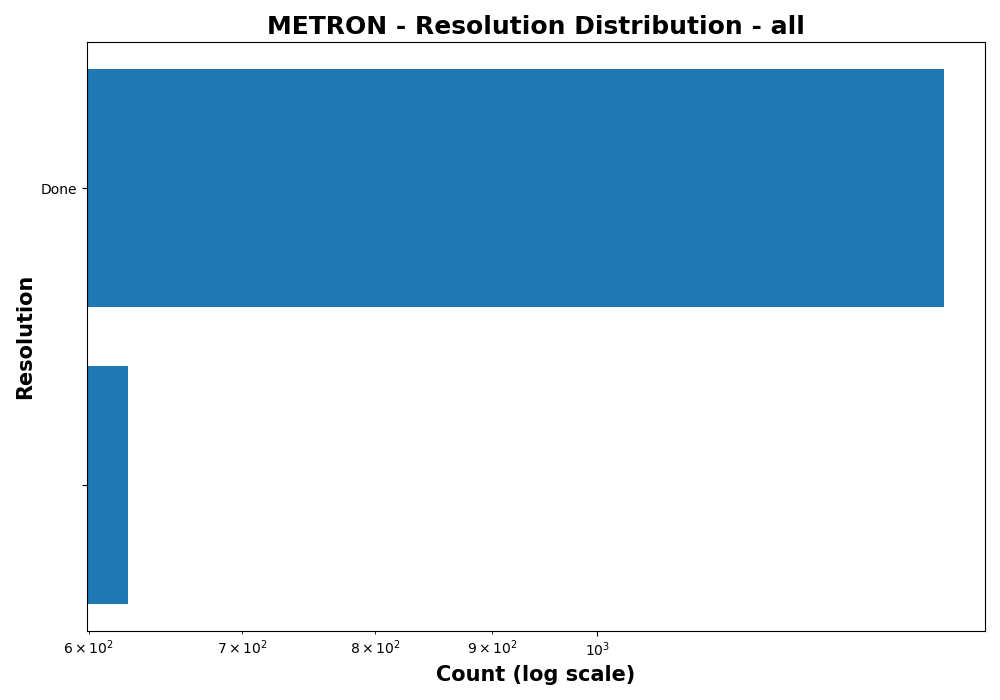 METRON - Resolution Distribution - all
Resolution
Done
6 × 10²
7 × 10²
8 × 10²
9 × 10²
10³
Count (log scale)